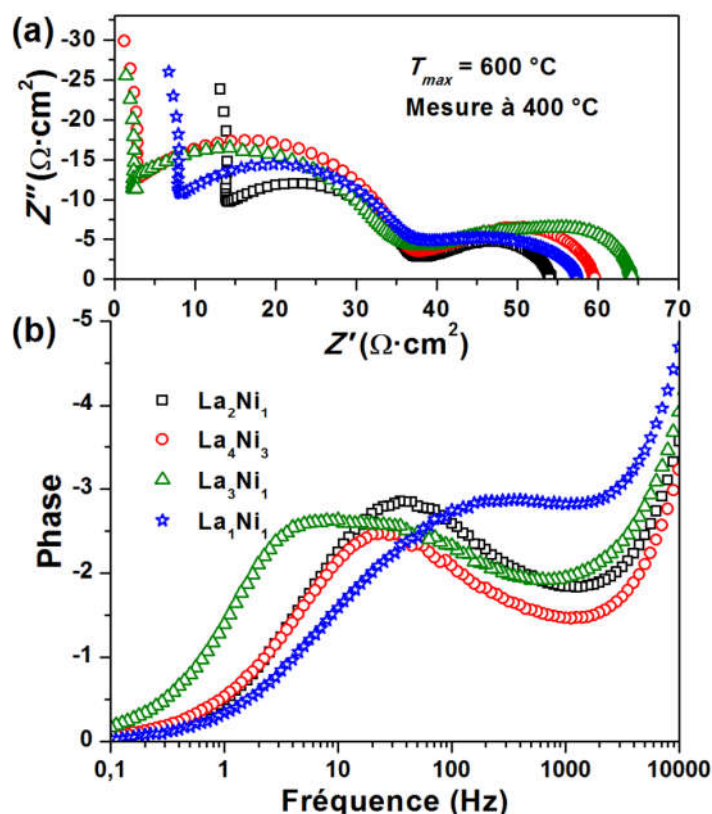 (a)
-30
-25
-20
-15
-10
-5
0
Z″ (Ω·cm²)
T_max = 600 °C
Mesure à 400 °C
0 10 20 30 40 50 60 70
Z′ (Ω·cm²)
(b)
-5
-4
-3
-2
-1
0
Phase
La₂Ni₁
La₄Ni₃
La₃Ni₁
La₁Ni₁
0,1 1 10 100 1000 10000
Fréquence (Hz)